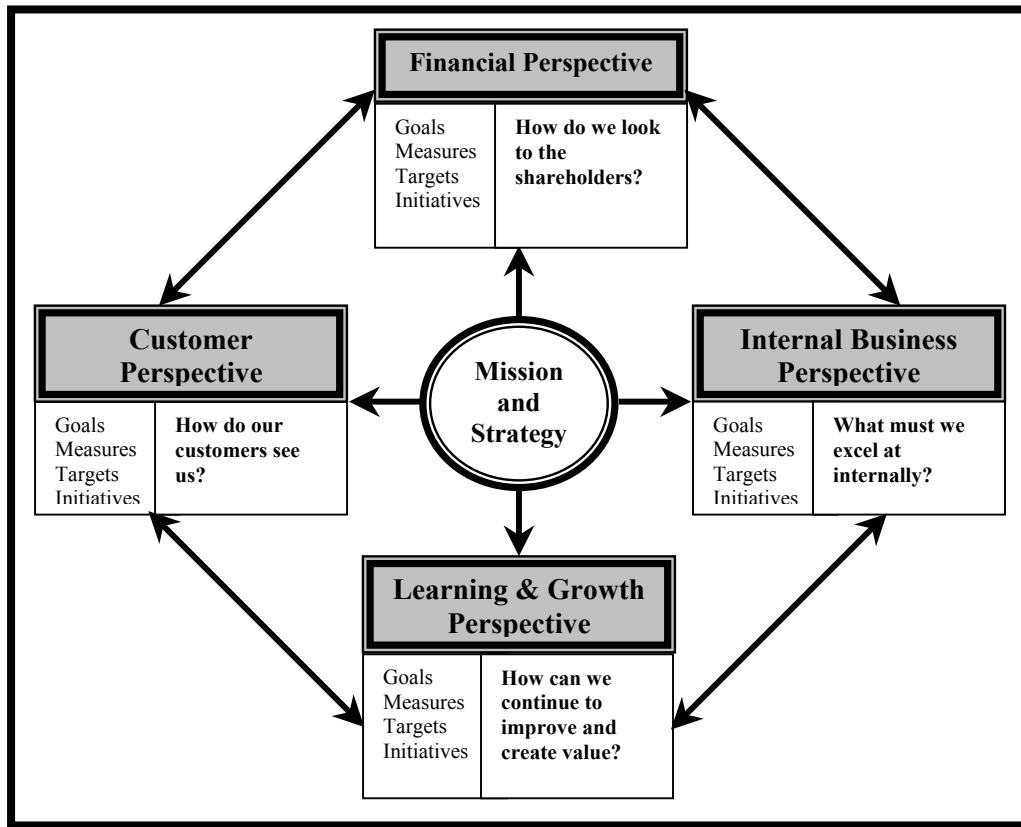 Financial Perspective
Goals
Measures
Targets
Initiatives
How do we look
to the
shareholders?
Customer
Perspective
Goals
Measures
Targets
Initiatives
How do our
customers see
us?
Mission
and
Strategy
Internal Business
Perspective
Goals
Measures
Targets
Initiatives
What must we
excel at
internally?
Learning & Growth
Perspective
Goals
Measures
Targets
Initiatives
How can we
continue to
improve and
create value?